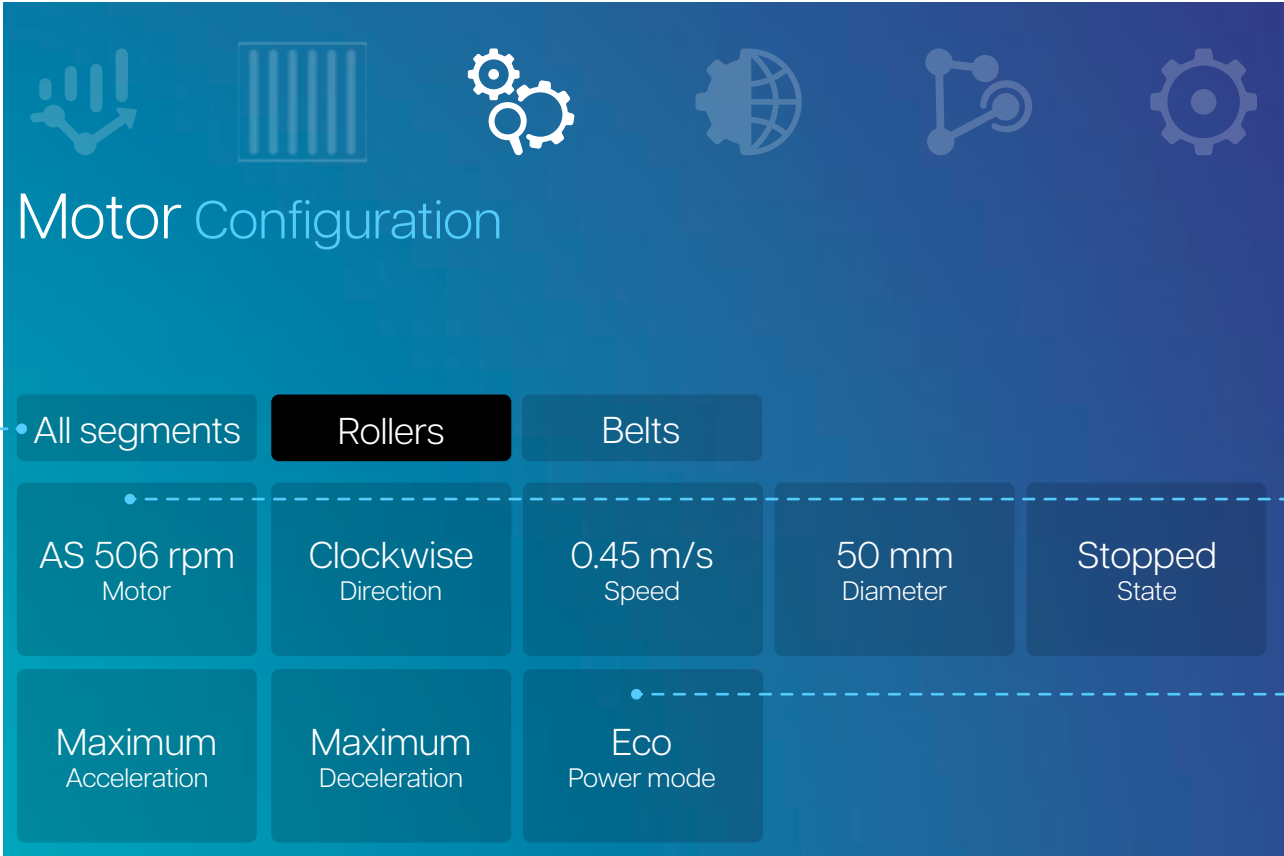 Motor Configuration
All segments
Rollers
Belts
AS 506 rpm
Motor
Clockwise
Direction
0.45 m/s
Speed
50 mm
Diameter
Stopped
State
Maximum
Acceleration
Maximum
Deceleration
Eco
Power mode